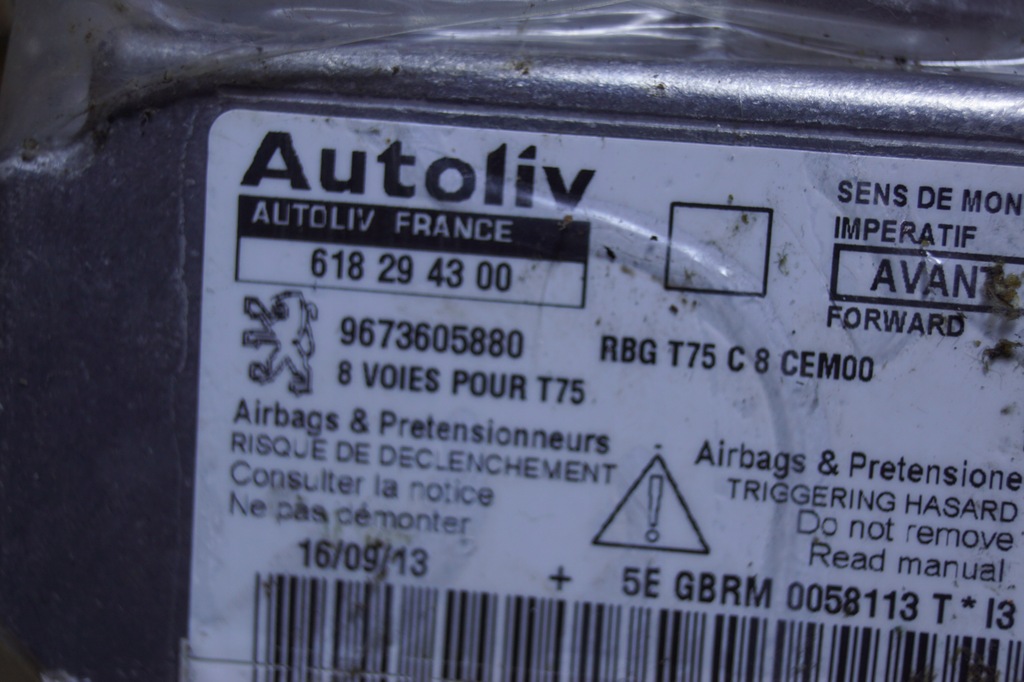 Autoliv
AUTOLIV FRANCE
618 29 43 00
9673605880
8 VOIES POUR T75
RBG T75 C 8 CEM00
SENS DE MON
IMPERATIF
AVANT
FORWARD
Airbags & Pretensionneurs
RISQUE DE DECLENCHEMENT
Consulter la notice
Ne pas démonter
16/09/13
Airbags & Pretensione
TRIGGERING HASARD
Do not remove
Read manual
+ 5E GBRM 0058113 T * I3